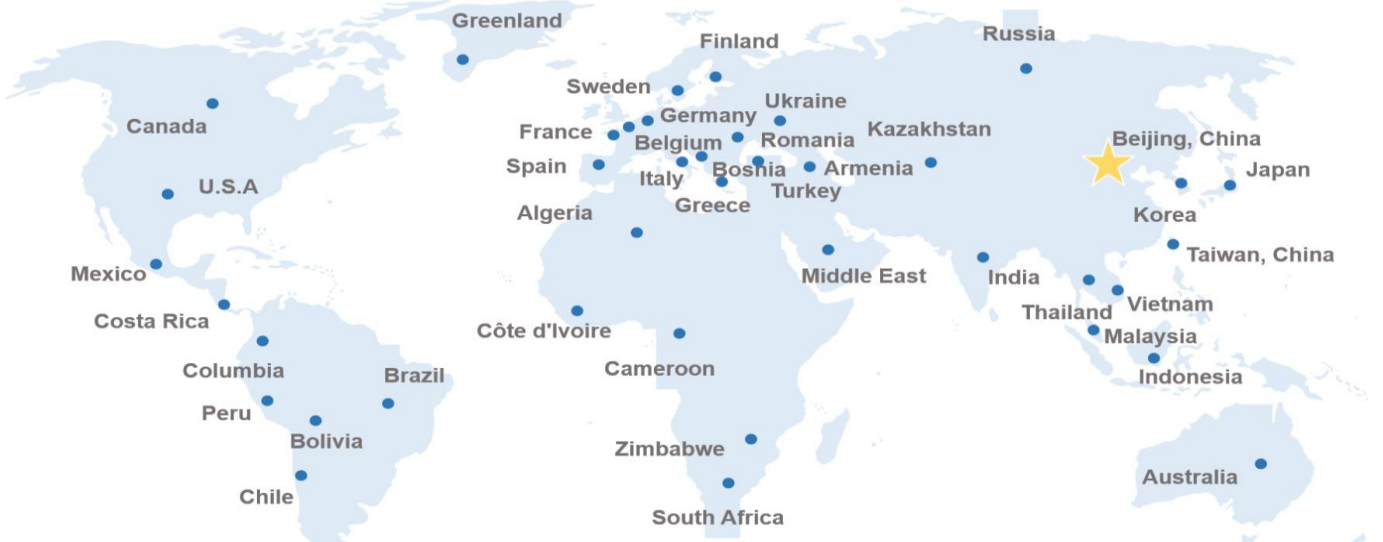 Greenland
Finland
Russia
Sweden
Canada
Germany
Ukraine
France
Belgium
Romania
Kazakhstan
Beijing, China
Spain
Italy
Bosnia
Armenia
Japan
U.S.A
Greece
Turkey
Algeria
Korea
Mexico
Middle East
India
Taiwan, China
Costa Rica
Côte d'Ivoire
Thailand
Vietnam
Malaysia
Columbia
Cameroon
Brazil
Indonesia
Peru
Bolivia
Zimbabwe
Australia
Chile
South Africa